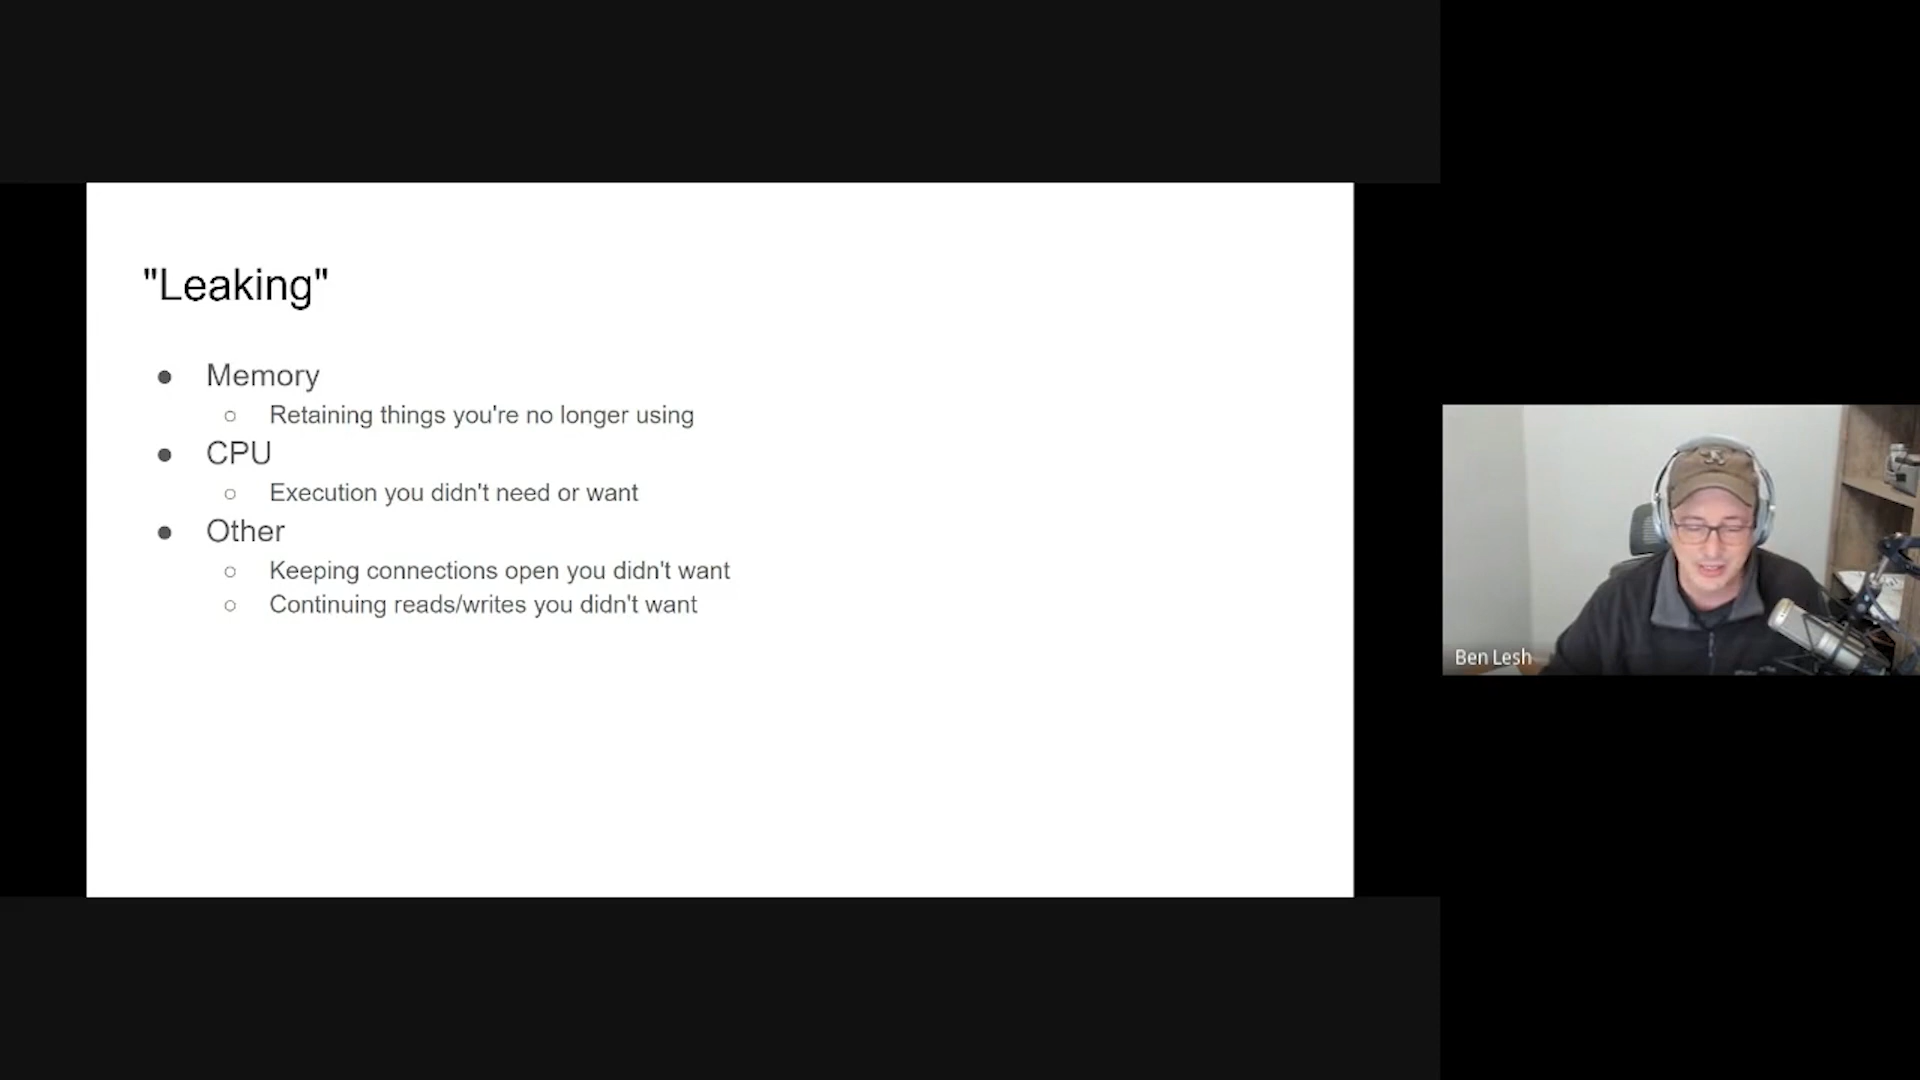 "Leaking"
● Memory
○ Retaining things you're no longer using
● CPU
○ Execution you didn't need or want
● Other
○ Keeping connections open you didn't want
○ Continuing reads/writes you didn't want
Ben Lesh